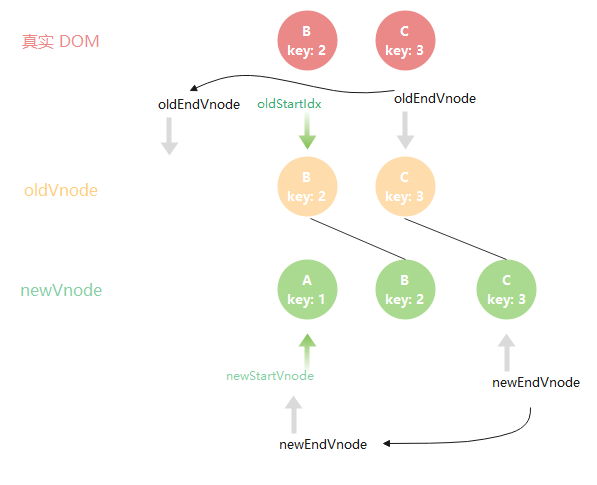 真实 DOM
B
key: 2
C
key: 3
oldEndVnode
oldStartIdx
oldEndVnode
oldVnode
B
key: 2
C
key: 3
newVnode
A
key: 1
B
key: 2
C
key: 3
newStartVnode
newEndVnode
newEndVnode